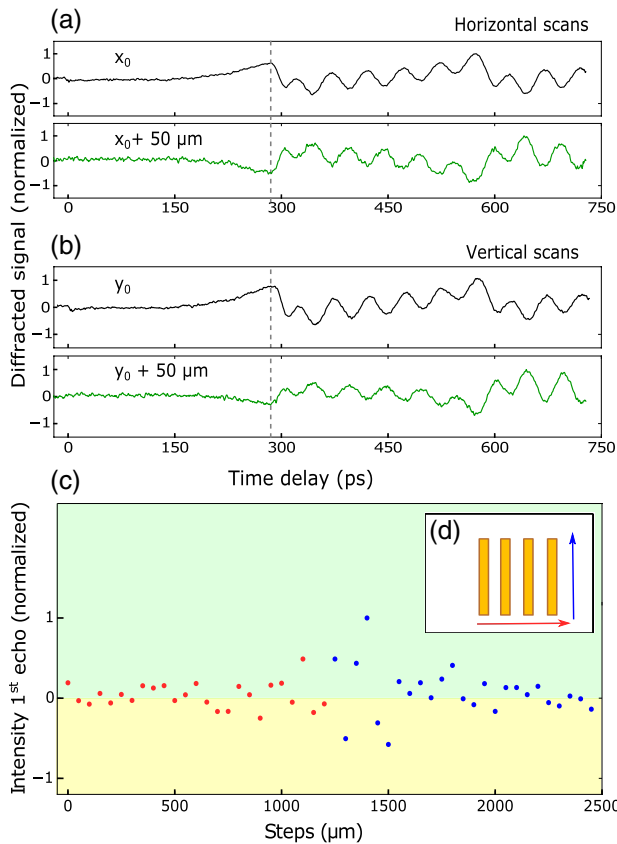 (a)
Horizontal scans
x₀
1
0
−1
x₀+ 50 μm
1
0
−1
0 150 300 450 600 750
Diffracted signal (normalized)
(b)
Vertical scans
y₀
1
0
−1
y₀ + 50 μm
1
0
−1
0 150 300 450 600 750
Time delay (ps)
(c)
(d)
Intensity 1ˢᵗ echo (normalized)
1
0
−1
0 500 1000 1500 2000 2500
Steps (μm)